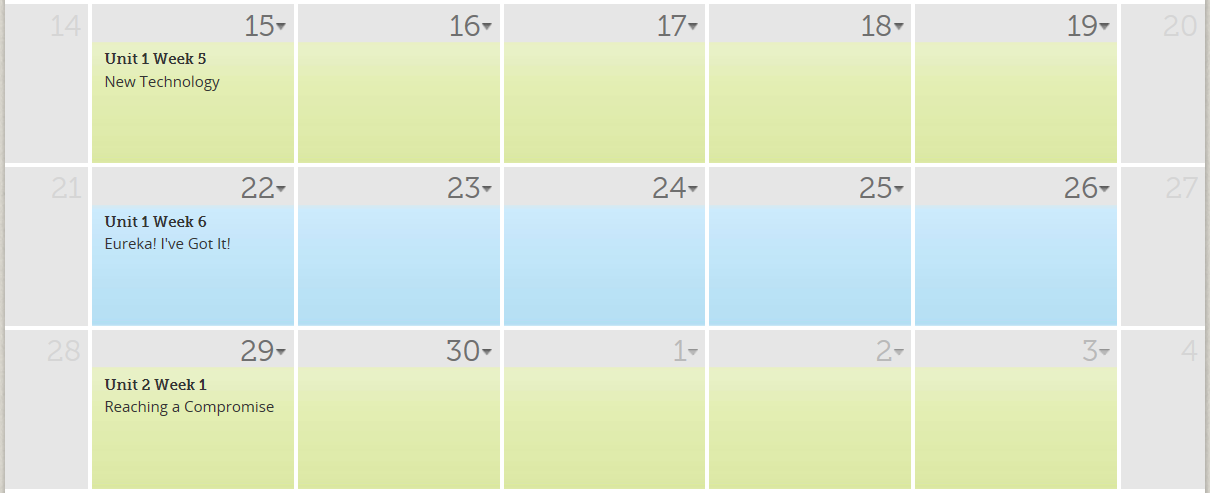 14 15 16 17 18 19 20
Unit 1 Week 5
New Technology
21 22 23 24 25 26 27
Unit 1 Week 6
Eureka! I've Got It!
28 29 30 1 2 3 4
Unit 2 Week 1
Reaching a Compromise